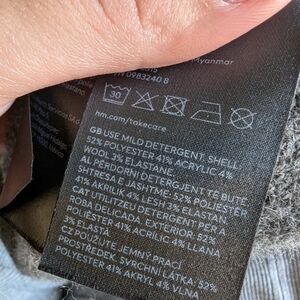 Myanmar
0983240 8
30
hm.com/takecare
GB USE MILD DETERGENT. SHELL:
52% POLYESTER 41% ACRYLIC 4%
WOOL 3% ELASTANE.
AL PËRDORNI DETERGJENT TË BUTË.
SHTRESA E JASHTME: 52% POLIESTËR
41% AKRILIK 4% LESH 3% ELASTAN.
CAT UTILITZEU DETERGENT PER A
ROBA DELICADA. EXTERIOR: 52%
POLIÈSTER 41% ACRÍLIC 4% LLANA
3% ELASTÀ
CZ POUŽIJTE JEMNÝ PRACÍ
PROSTŘEDEK. SVRCHNÍ LÁTKA: 52%
POLYESTER 41% AKRYL 4% VLNA